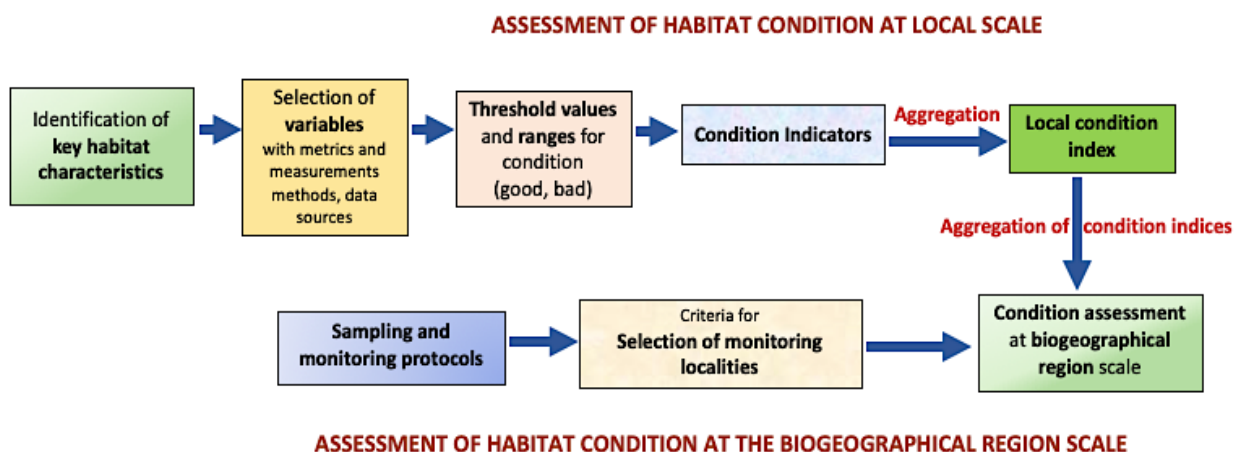 ASSESSMENT OF HABITAT CONDITION AT LOCAL SCALE
Identification of
key habitat
characteristics
Selection of
variables
with metrics and
measurements
methods, data
sources
Threshold values
and ranges for
condition
(good, bad)
Condition Indicators
Aggregation
Local condition
index
Aggregation of condition indices
Sampling and
monitoring protocols
Criteria for
Selection of monitoring
localities
Condition assessment
at biogeographical
region scale
ASSESSMENT OF HABITAT CONDITION AT THE BIOGEOGRAPHICAL REGION SCALE